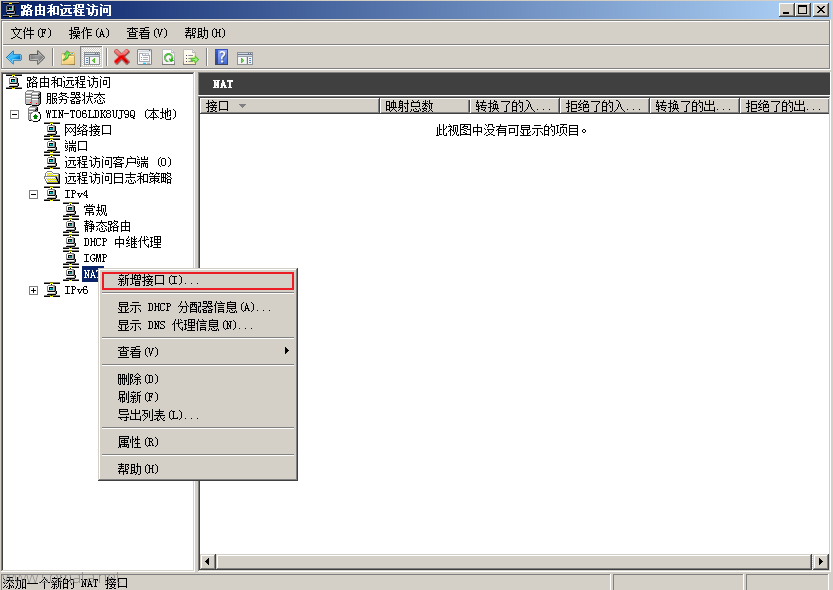 路由和远程访问
文件(F) 操作(A) 查看(V) 帮助(H)
路由和远程访问
服务器状态
WIN-TO6LDK8UJ9Q (本地)
网络接口
端口
远程访问客户端 (0)
远程访问日志和策略
IPv4
常规
静态路由
DHCP 中继代理
IGMP
NAT
IPv6
NAT
接口 映射总数 转换了的入... 拒绝了的入... 转换了的出... 拒绝了的出...
此视图中没有可显示的项目。
新增接口(I)...
显示 DHCP 分配器信息(A)...
显示 DNS 代理信息(N)...
查看(V)
删除(D)
刷新(F)
导出列表(L)...
属性(R)
帮助(H)
添加一个新的 NAT 接口